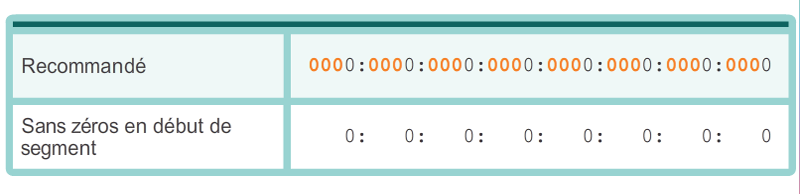 Recommandé 0000:0000:0000:0000:0000:0000:0000:0000
Sans zéros en début de
segment 0: 0: 0: 0: 0: 0: 0: 0